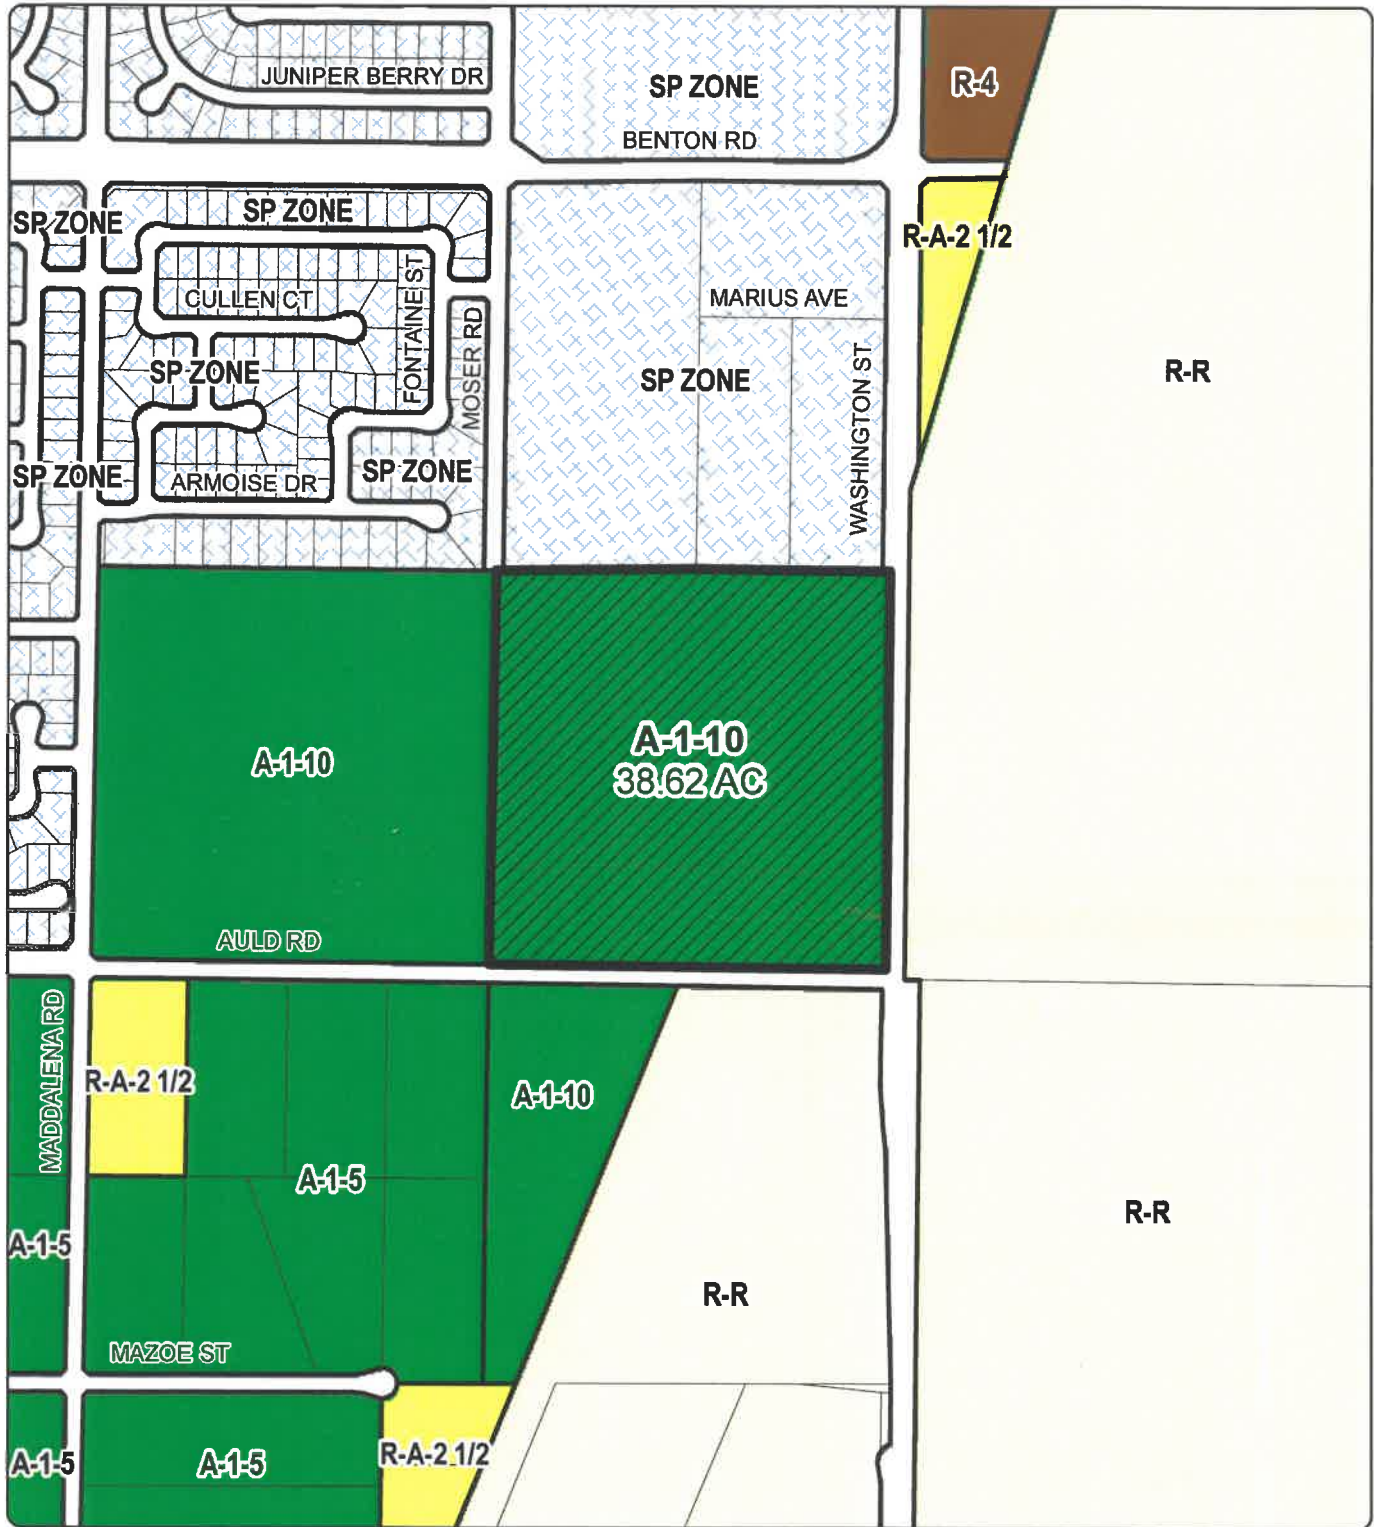 JUNIPER BERRY DR
SP ZONE
R-4
BENTON RD
SP ZONE
SP ZONE
R-A-2 1/2
CULLEN CT
FONTAINE ST
MOSER RD
MARIUS AVE
SP ZONE
SP ZONE
WASHINGTON ST
R-R
SP ZONE
ARMOISE DR
SP ZONE
A-1-10
A-1-10
38.62 AC
AULD RD
MADDALENA RD
R-A-2 1/2
A-1-10
A-1-5
A-1-5
R-R
R-R
MAZOE ST
A-1-5
A-1-5
R-A-2 1/2